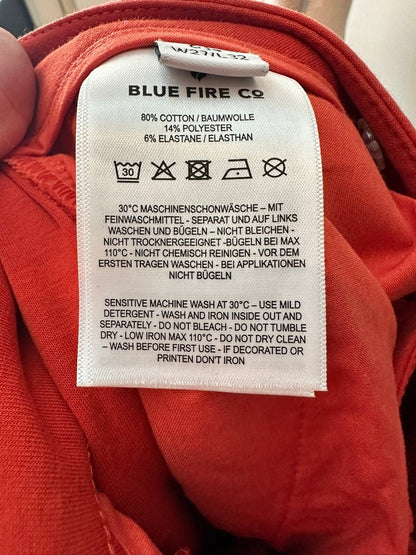 W27/L32
BLUE FIRE Co
80% COTTON / BAUMWOLLE
14% POLYESTER
6% ELASTANE / ELASTHAN
30
30°C MASCHINENSCHONWÄSCHE – MIT
FEINWASCHMITTEL - SEPARAT UND AUF LINKS
WASCHEN UND BÜGELN – NICHT BLEICHEN -
NICHT TROCKNERGEEIGNET -BÜGELN BEI MAX
110°C - NICHT CHEMISCH REINIGEN - VOR DEM
ERSTEN TRAGEN WASCHEN - BEI APPLIKATIONEN
NICHT BÜGELN
SENSITIVE MACHINE WASH AT 30°C – USE MILD
DETERGENT - WASH AND IRON INSIDE OUT AND
SEPARATELY - DO NOT BLEACH - DO NOT TUMBLE
DRY - LOW IRON MAX 110°C - DO NOT DRY CLEAN
– WASH BEFORE FIRST USE - IF DECORATED OR
PRINTEN DON'T IRON